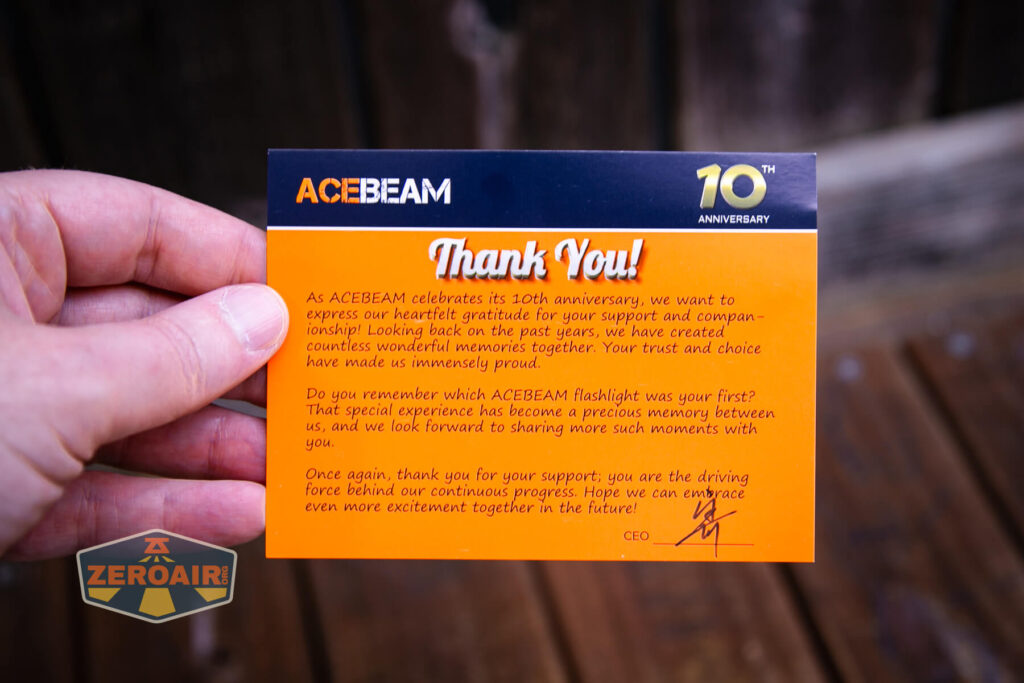 ACEBEAM
10TH
ANNIVERSARY
Thank You!
As ACEBEAM celebrates its 10th anniversary, we want to
express our heartfelt gratitude for your support and compan-
ionship! Looking back on the past years, we have created
countless wonderful memories together. Your trust and choice
have made us immensely proud.
Do you remember which ACEBEAM flashlight was your first?
That special experience has become a precious memory between
us, and we look forward to sharing more such moments with
you.
Once again, thank you for your support; you are the driving
force behind our continuous progress. Hope we can embrace
even more excitement together in the future!
CEO
ZEROAIR.ORG